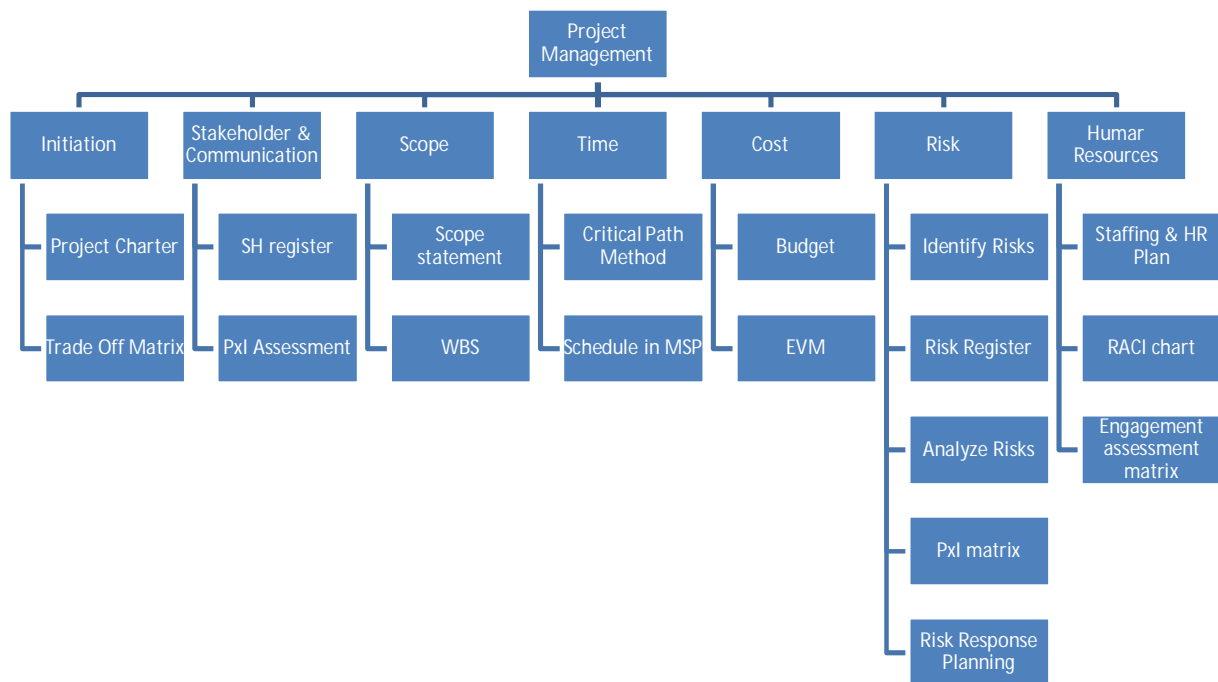 Project
Management
Initiation
Stakeholder &
Communication
Scope
Time
Cost
Risk
Human
Resources
Project Charter
SH register
Scope
statement
Critical Path
Method
Budget
Identify Risks
Staffing & HR
Plan
Trade Off Matrix
PxI Assessment
WBS
Schedule in MSP
EVM
Risk Register
RACI chart
Analyze Risks
Engagement
assessment
matrix
PxI matrix
Risk Response
Planning